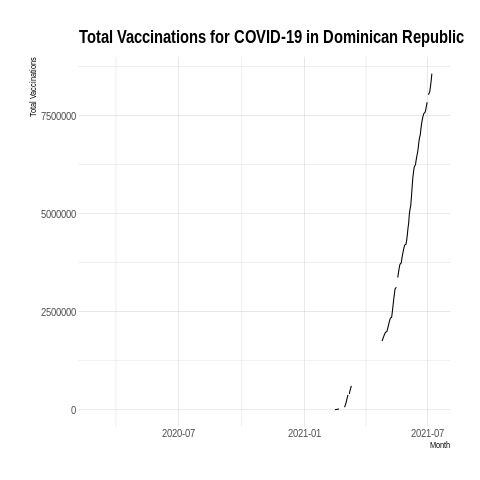 Total Vaccinations for COVID-19 in Dominican Republic
Total Vaccinations
7500000
5000000
2500000
0
2020-07
2021-01
2021-07
Month